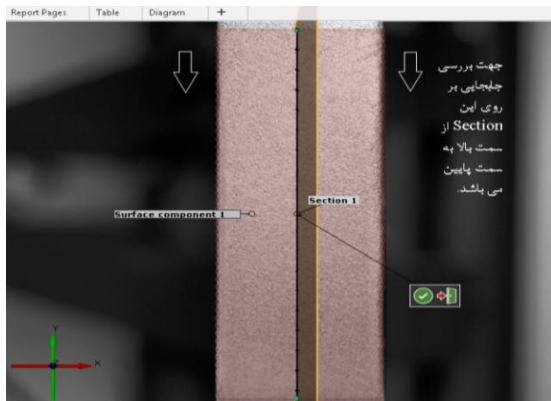 Report Pages Table Diagram +
جهت بررسی
جابجایی بر
روی این
Section از
سمت بالا به
سمت پایین
می باشد.
Section 1
Surface component 1
Y
X